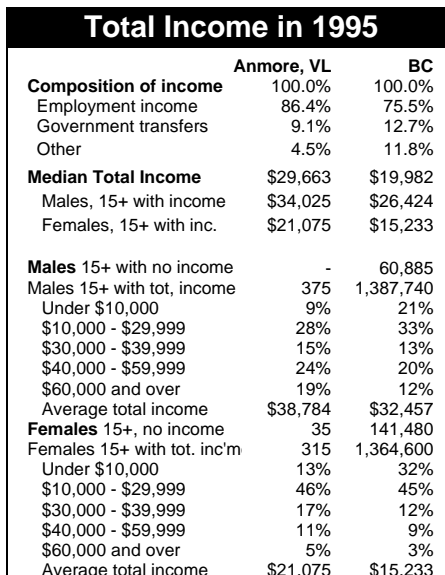 Total Income in 1995
Anmore, VL BC
Composition of income 100.0% 100.0%
Employment income 86.4% 75.5%
Government transfers 9.1% 12.7%
Other 4.5% 11.8%
Median Total Income $29,663 $19,982
Males, 15+ with income $34,025 $26,424
Females, 15+ with inc. $21,075 $15,233
Males 15+ with no income - 60,885
Males 15+ with tot, income 375 1,387,740
Under $10,000 9% 21%
$10,000 - $29,999 28% 33%
$30,000 - $39,999 15% 13%
$40,000 - $59,999 24% 20%
$60,000 and over 19% 12%
Average total income $38,784 $32,457
Females 15+, no income 35 141,480
Females 15+ with tot. inc'm 315 1,364,600
Under $10,000 13% 32%
$10,000 - $29,999 46% 45%
$30,000 - $39,999 17% 12%
$40,000 - $59,999 11% 9%
$60,000 and over 5% 3%
Average total income $21,075 $15,233